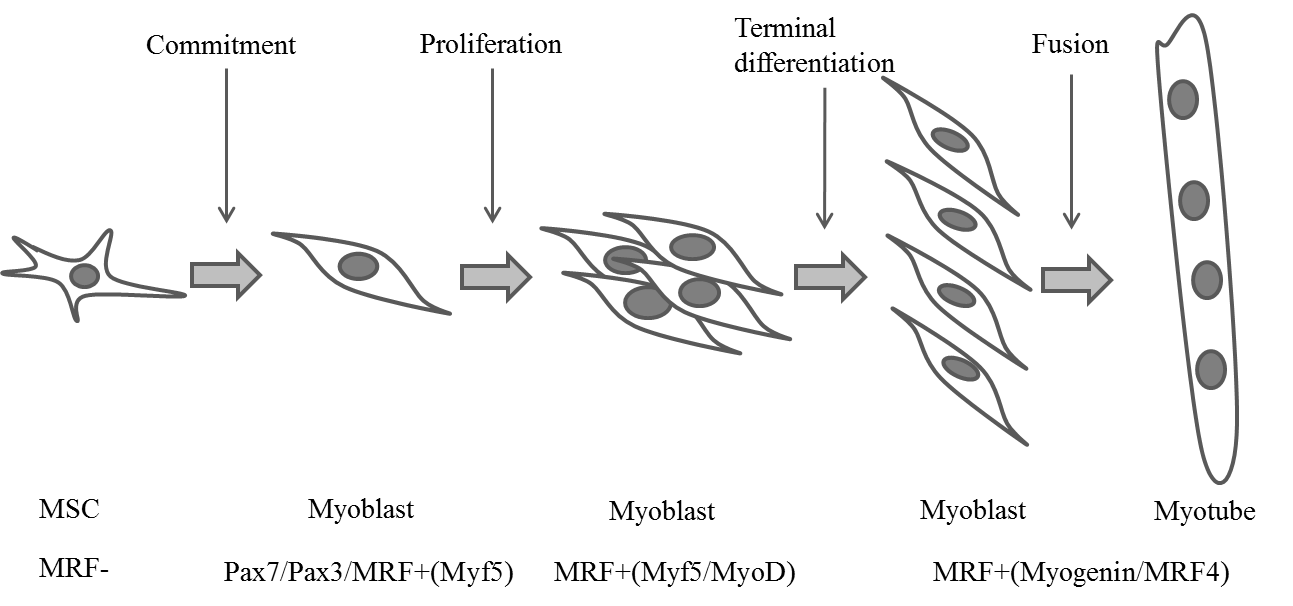 Commitment
Proliferation
Terminal
differentiation
Fusion
MSC
Myoblast
Myoblast
Myoblast
Myotube
MRF-
Pax7/Pax3/MRF+(Myf5)
MRF+(Myf5/MyoD)
MRF+(Myogenin/MRF4)